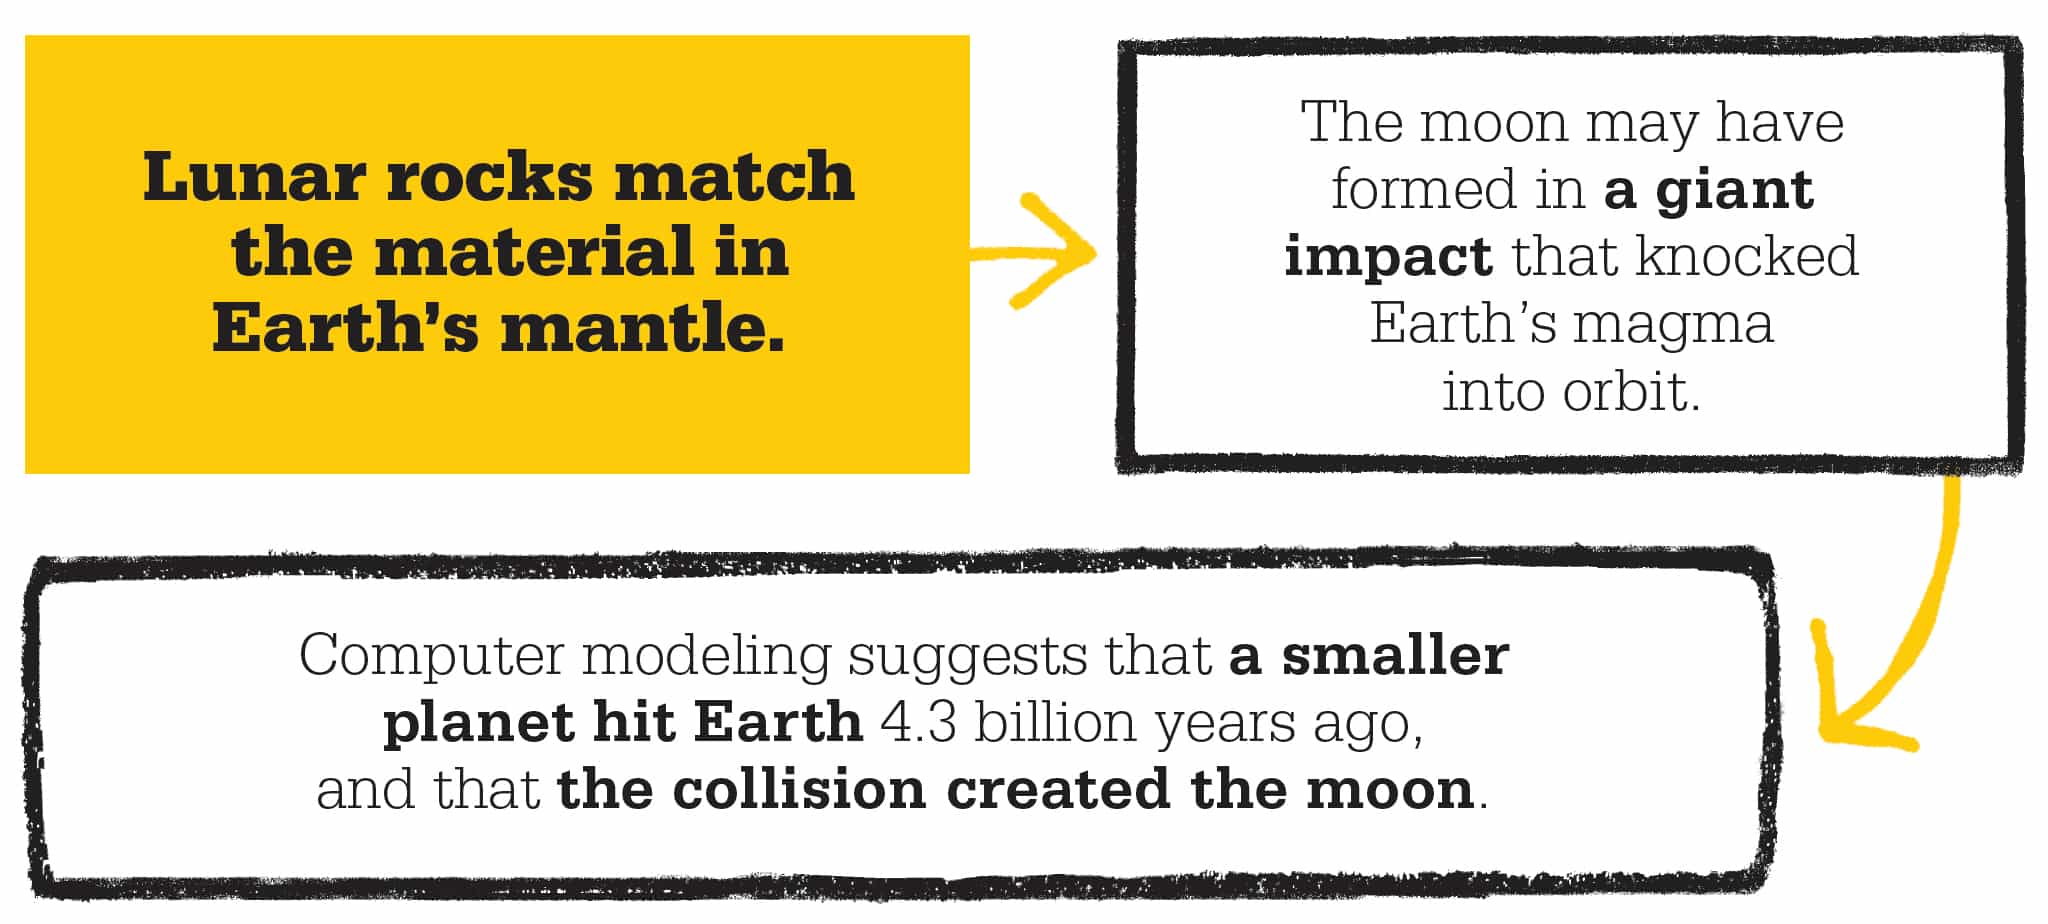 Lunar rocks match
the material in
Earth’s mantle.
The moon may have
formed in a giant
impact that knocked
Earth’s magma
into orbit.
Computer modeling suggests that a smaller
planet hit Earth 4.3 billion years ago,
and that the collision created the moon.